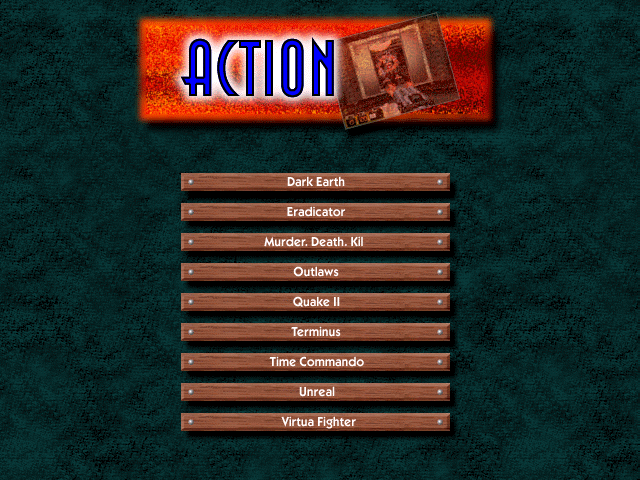 ACTION
Dark Earth
Eradicator
Murder. Death. Kil
Outlaws
Quake II
Terminus
Time Commando
Unreal
Virtua Fighter